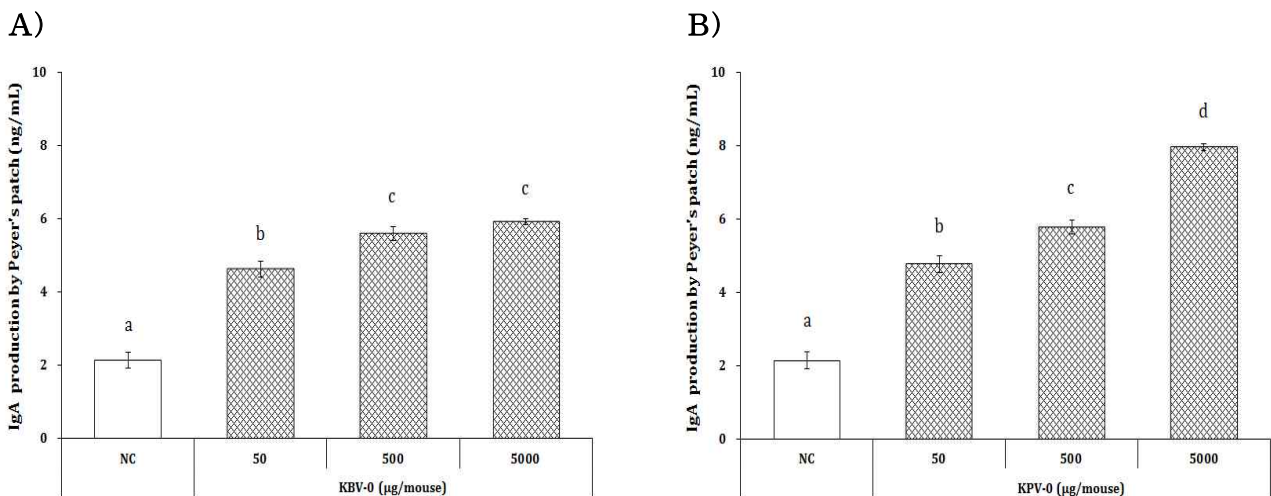 A)
IgA production by Peyer's patch (ng/mL)
10
8
6
4
2
0
a
b
c
c
NC
50
500
5000
KBV-0 (μg/mouse)
B)
IgA production by Peyer's patch (ng/mL)
10
8
6
4
2
0
a
b
c
d
NC
50
500
5000
KPV-0 (μg/mouse)